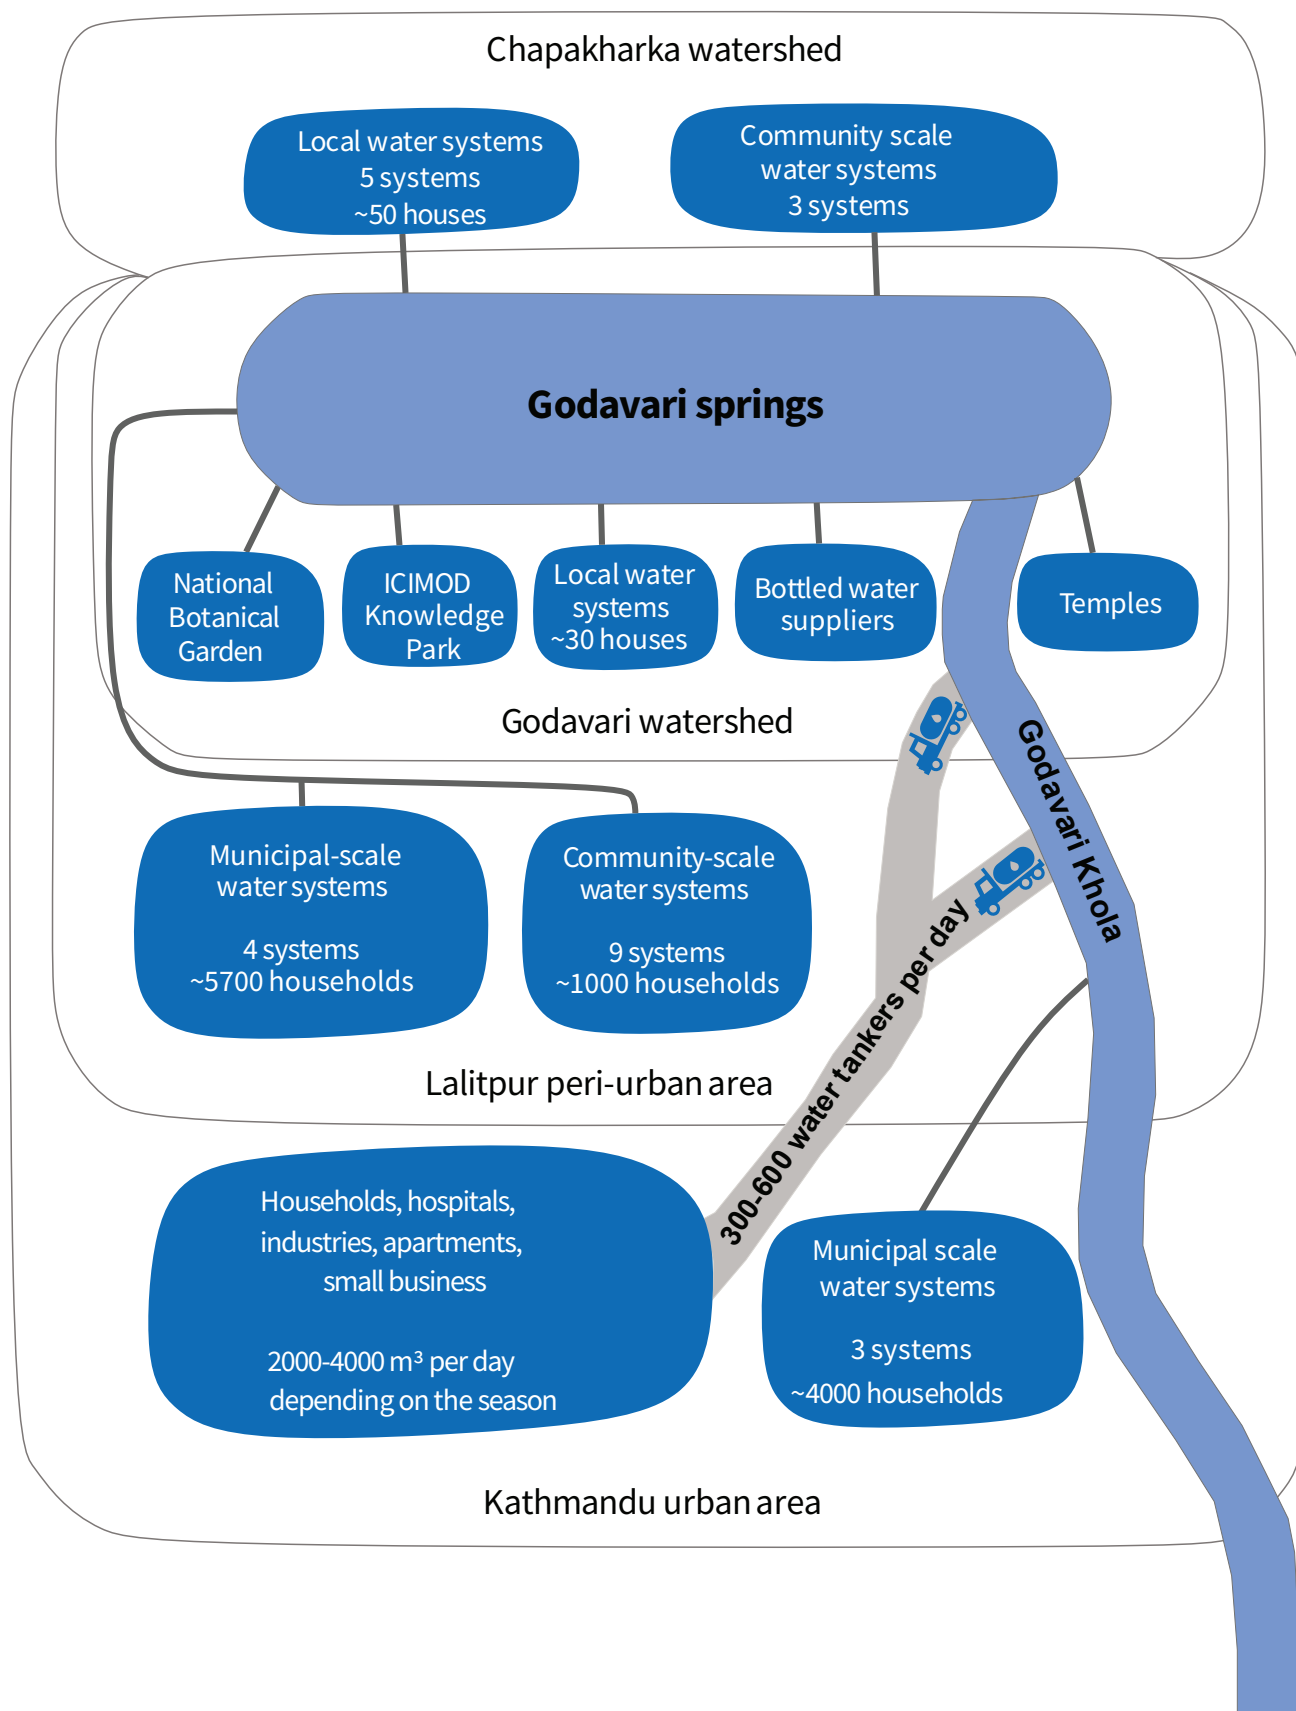 Chapakharka watershed
Local water systems
5 systems
~50 houses
Community scale
water systems
3 systems
Godavari springs
National
Botanical
Garden
ICIMOD
Knowledge
Park
Local water
systems
~30 houses
Bottled water
suppliers
Temples
Godavari watershed
Godavari Khola
Municipal-scale
water systems
4 systems
~5700 households
Community-scale
water systems
9 systems
~1000 households
300-600 water tankers per day
Lalitpur peri-urban area
Households, hospitals,
industries, apartments,
small business
2000-4000 m³ per day
depending on the season
Municipal scale
water systems
3 systems
~4000 households
Kathmandu urban area